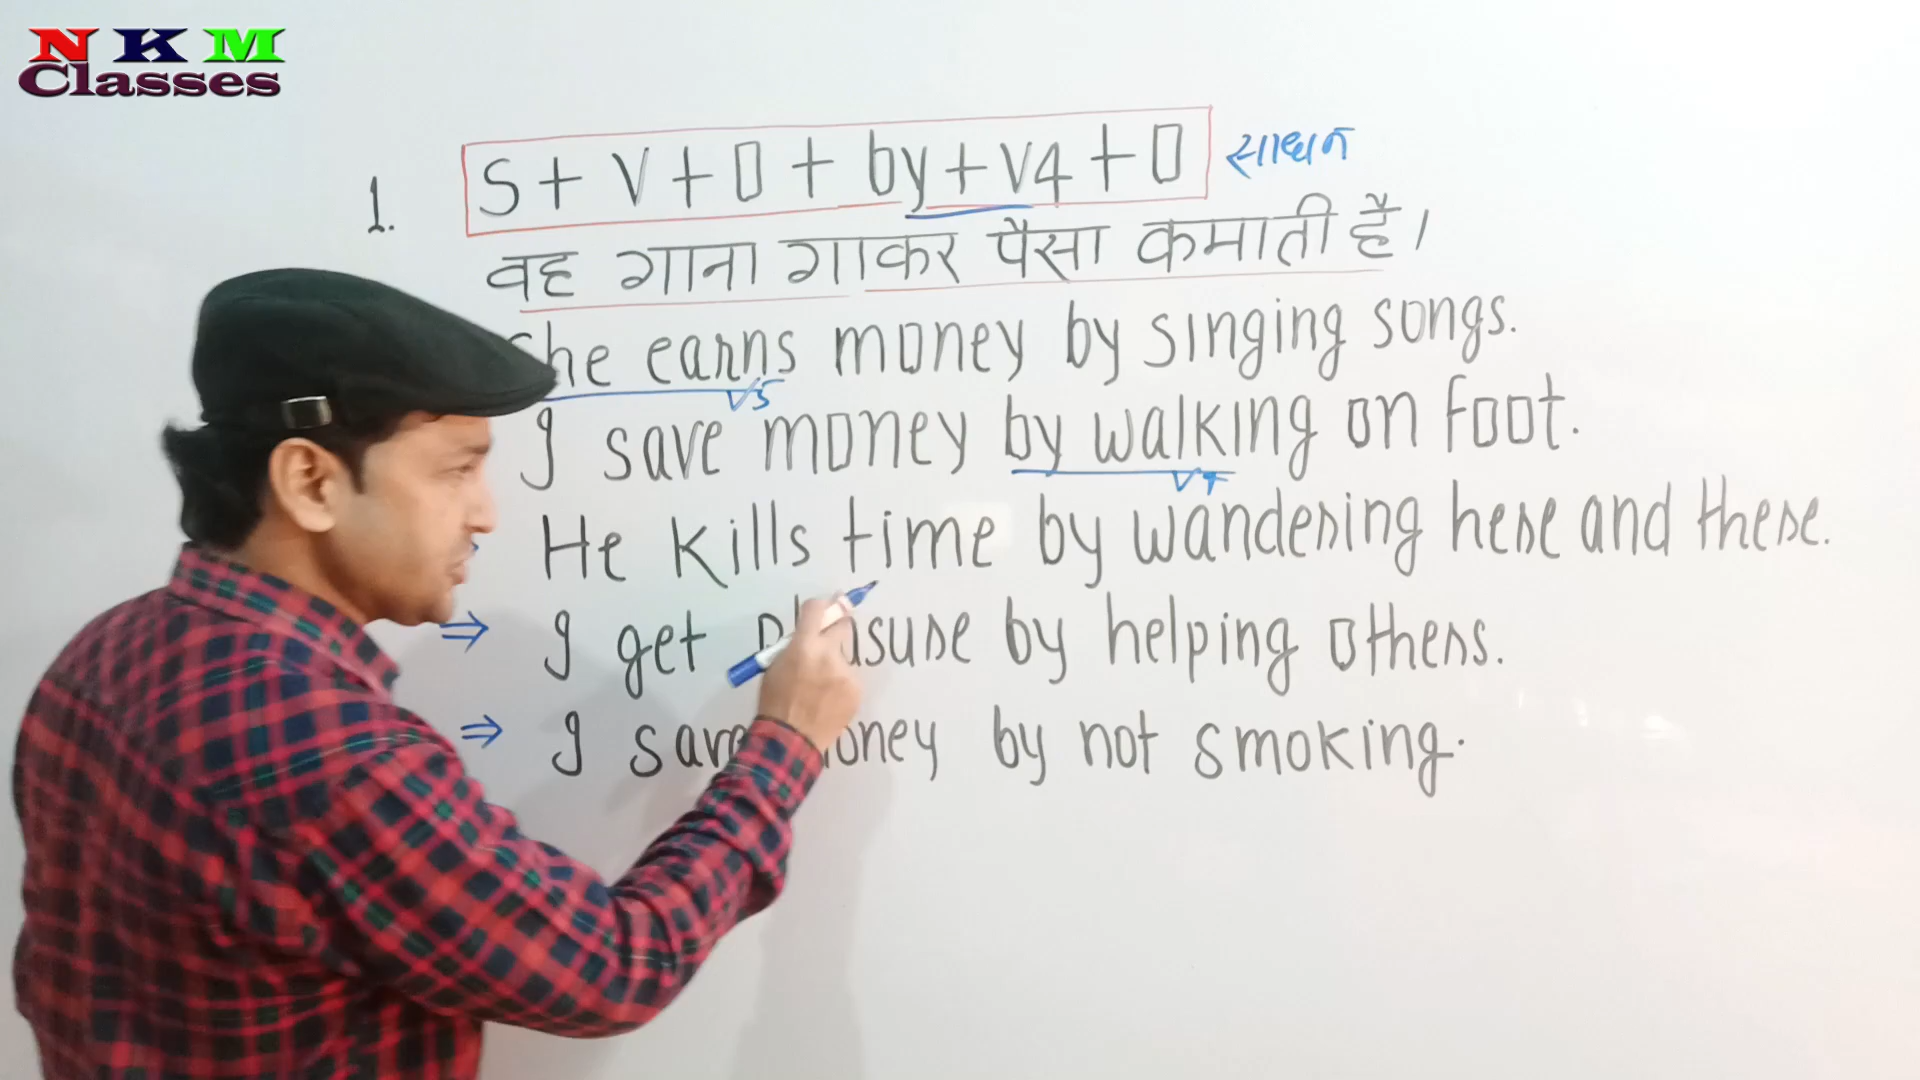 N K M
Classes
1. S + V + O + by + V4 + O साधन
वह गाना गाकर पैसा कमाती है।
She earns money by singing songs.
V5
I save money by walking on foot.
V4
He kills time by wandering here and there.
⇒ I get pleasure by helping others.
⇒ I save money by not smoking.